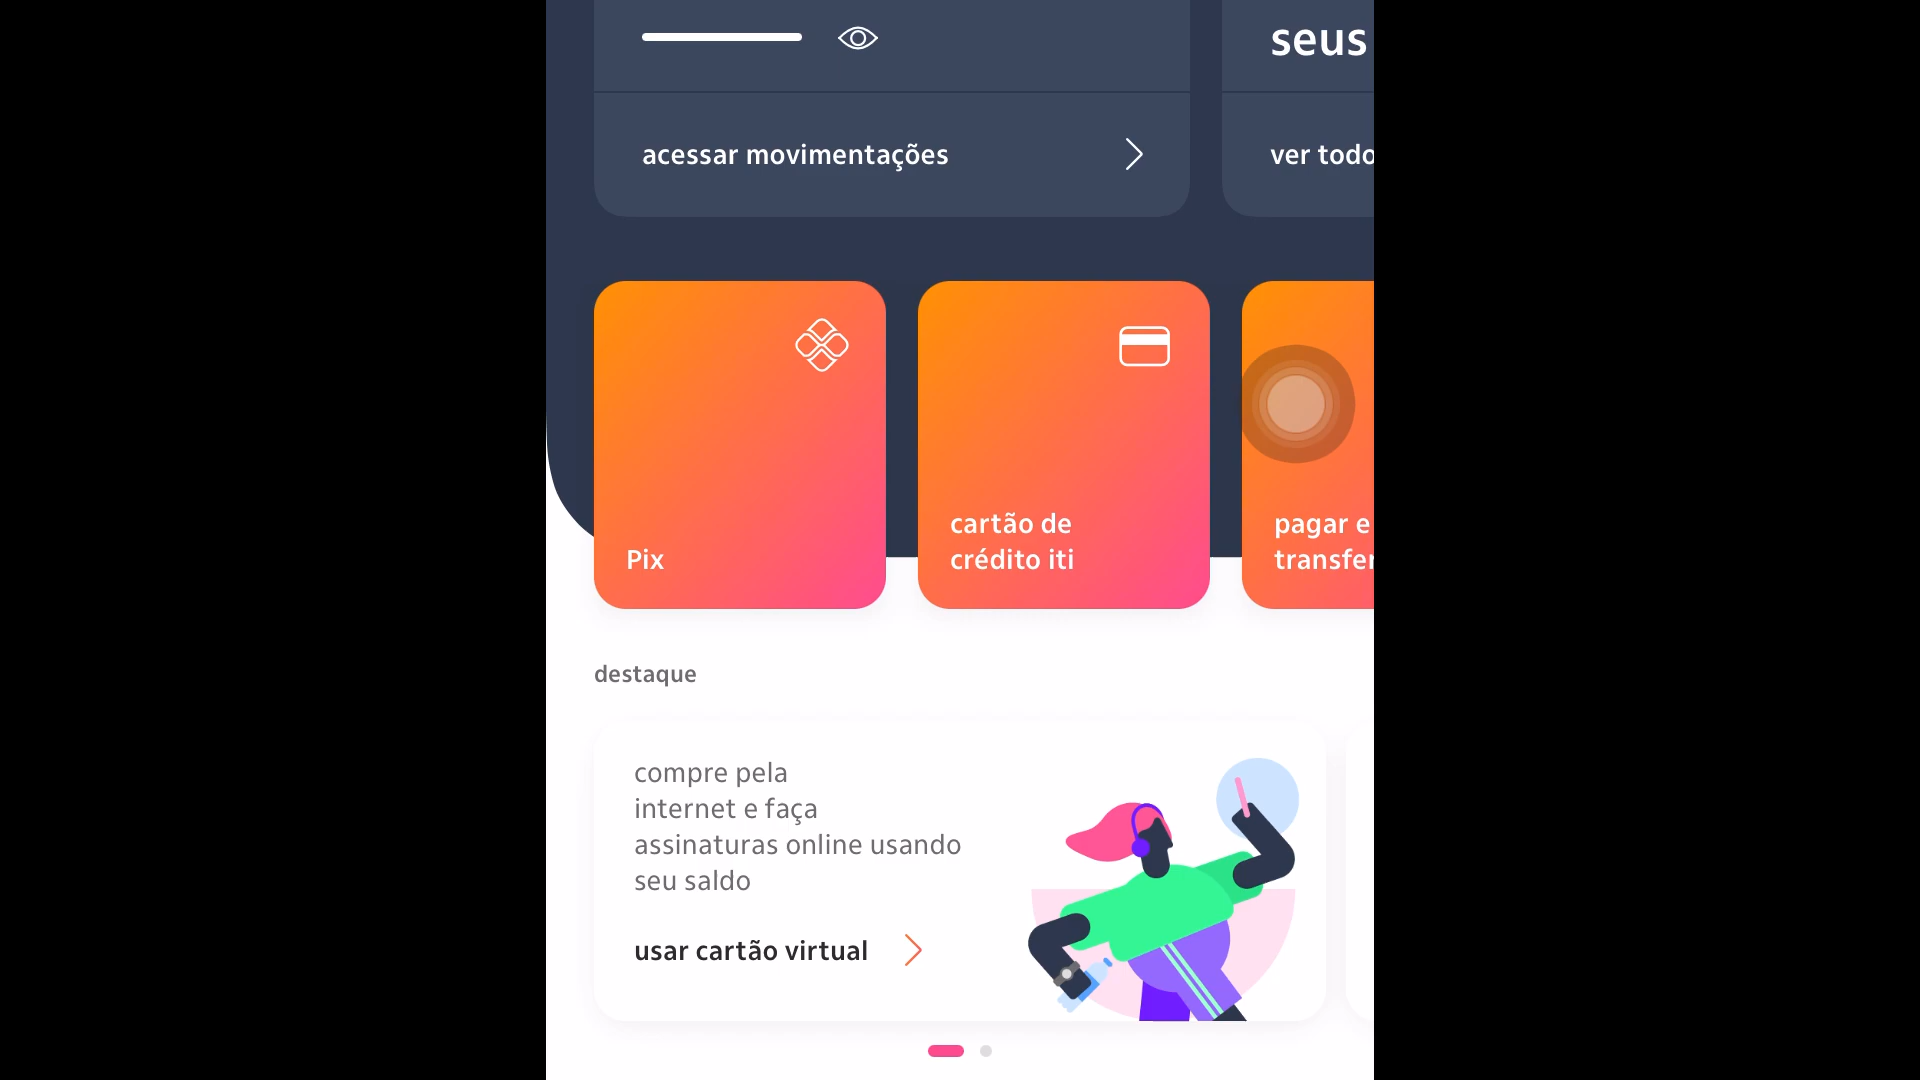 seus
acessar movimentações
ver todo
Pix
cartão de
crédito iti
pagar e
transfer
destaque
compre pela
internet e faça
assinaturas online usando
seu saldo
usar cartão virtual